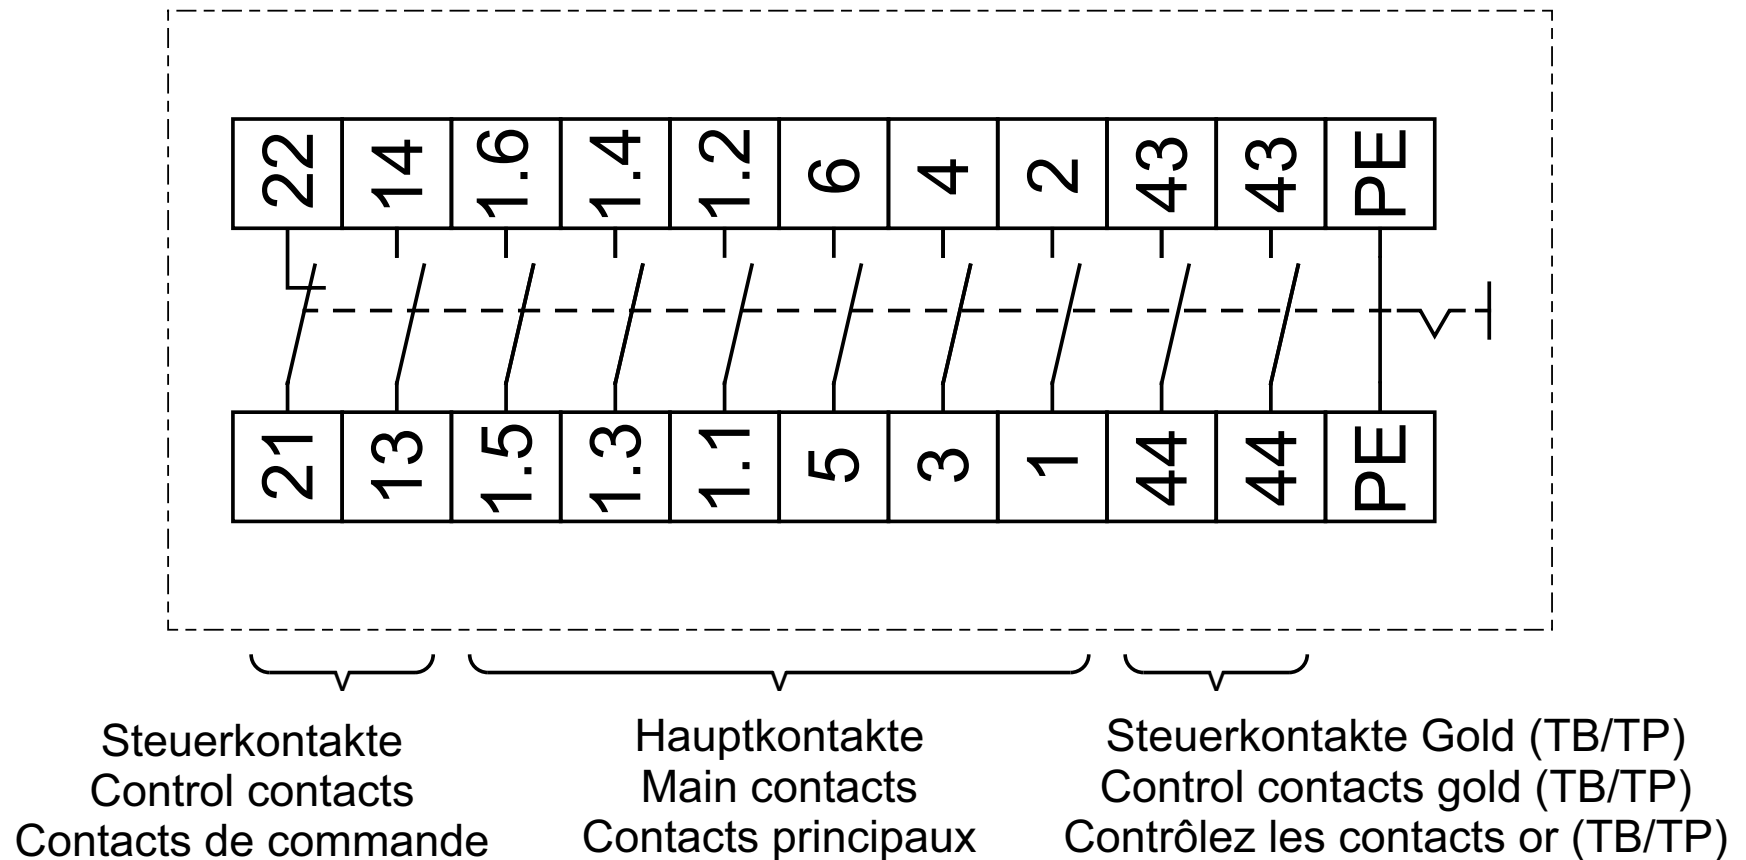 22 14 1.6 1.4 1.2 6 4 2 43 43 PE
21 13 1.5 1.3 1.1 5 3 1 44 44 PE
Steuerkontakte
Control contacts
Contacts de commande
Hauptkontakte
Main contacts
Contacts principaux
Steuerkontakte Gold (TB/TP)
Control contacts gold (TB/TP)
Contrôlez les contacts or (TB/TP)